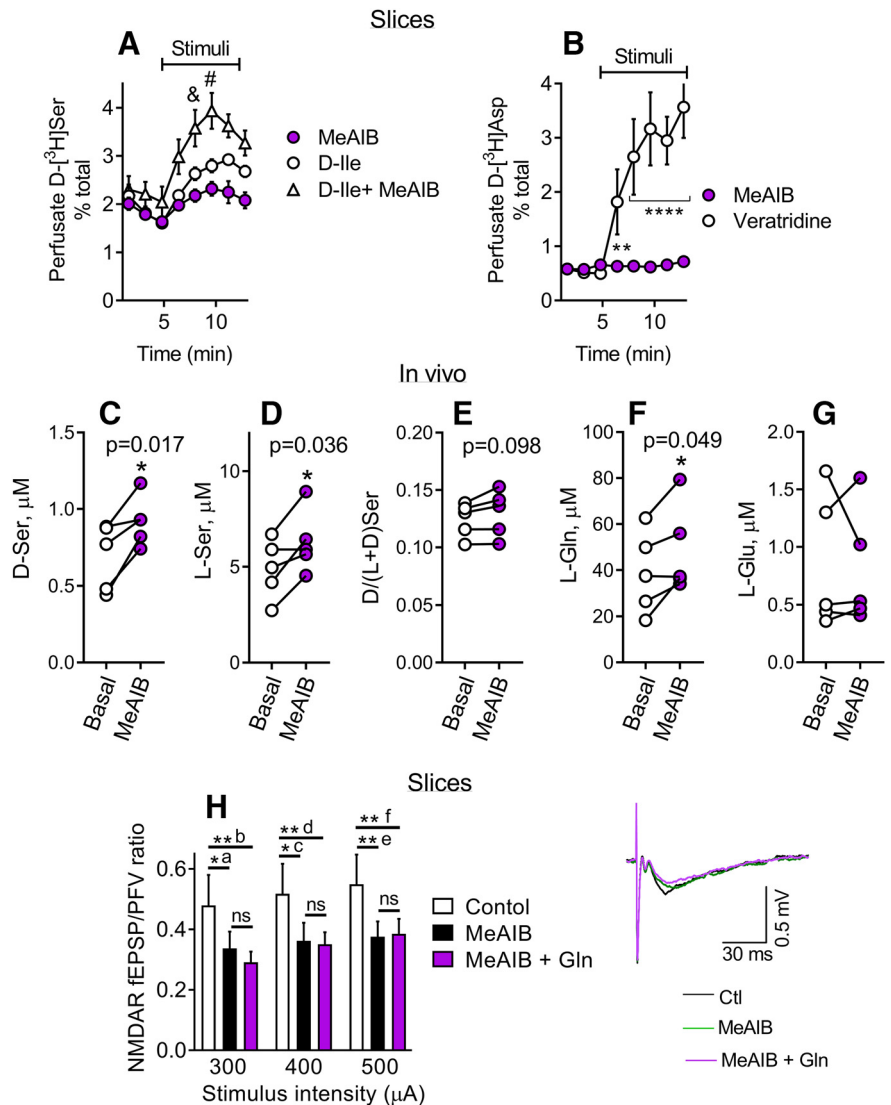 Slices
A
Stimuli
&
#
Perfusate D-[³H]Ser
% total
4
3
2
1
0
5
10
Time (min)
MeAIB
D-Ile
D-Ile+ MeAIB
B
Stimuli
Perfusate D-[³H]Asp
% total
4
3
2
1
0
**
****
5
10
Time (min)
MeAIB
Veratridine
In vivo
C
p=0.017
*
D-Ser, μM
1.5
1.0
0.5
0.0
Basal
MeAIB
D
p=0.036
*
L-Ser, μM
10
5
0
Basal
MeAIB
E
p=0.098
D/(L+D)Ser
0.20
0.15
0.10
0.05
0.00
Basal
MeAIB
F
p=0.049
*
L-Gln, μM
100
80
60
40
20
0
Basal
MeAIB
G
L-Glu, μM
2.0
1.5
1.0
0.5
0.0
Basal
MeAIB
Slices
H
NMDAR fEPSP/PFV ratio
0.6
0.4
0.2
0.0
** b
* a
ns
** d
* c
ns
** f
** e
ns
300
400
500
Stimulus intensity (μA)
Contol
MeAIB
MeAIB + Gln
0.5 mV
30 ms
Ctl
MeAIB
MeAIB + Gln